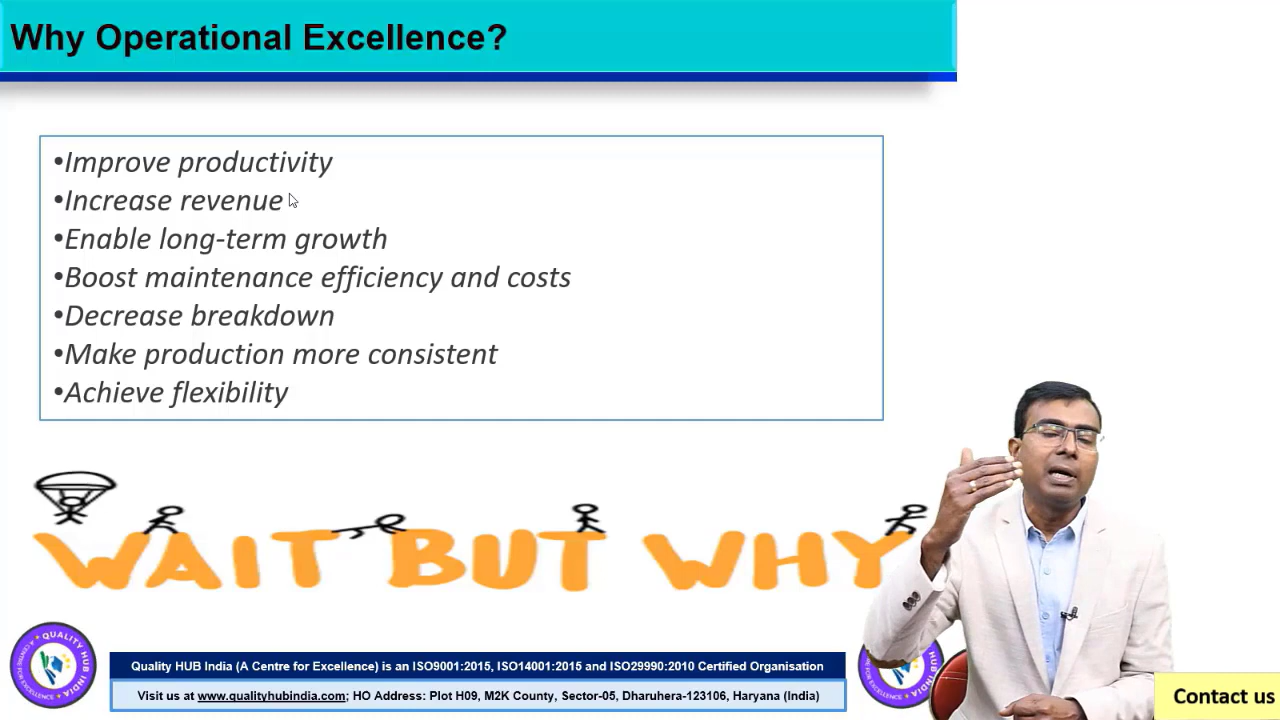 Why Operational Excellence?
•Improve productivity
•Increase revenue
•Enable long-term growth
•Boost maintenance efficiency and costs
•Decrease breakdown
•Make production more consistent
•Achieve flexibility
WAIT BUT WHY
QUALITY HUB INDIA
Quality HUB India (A Centre for Excellence) is an ISO9001:2015, ISO14001:2015 and ISO29990:2010 Certified Organisation
Visit us at www.qualityhubindia.com; HO Address: Plot H09, M2K County, Sector-05, Dharuhera-123106, Haryana (India)
Contact us